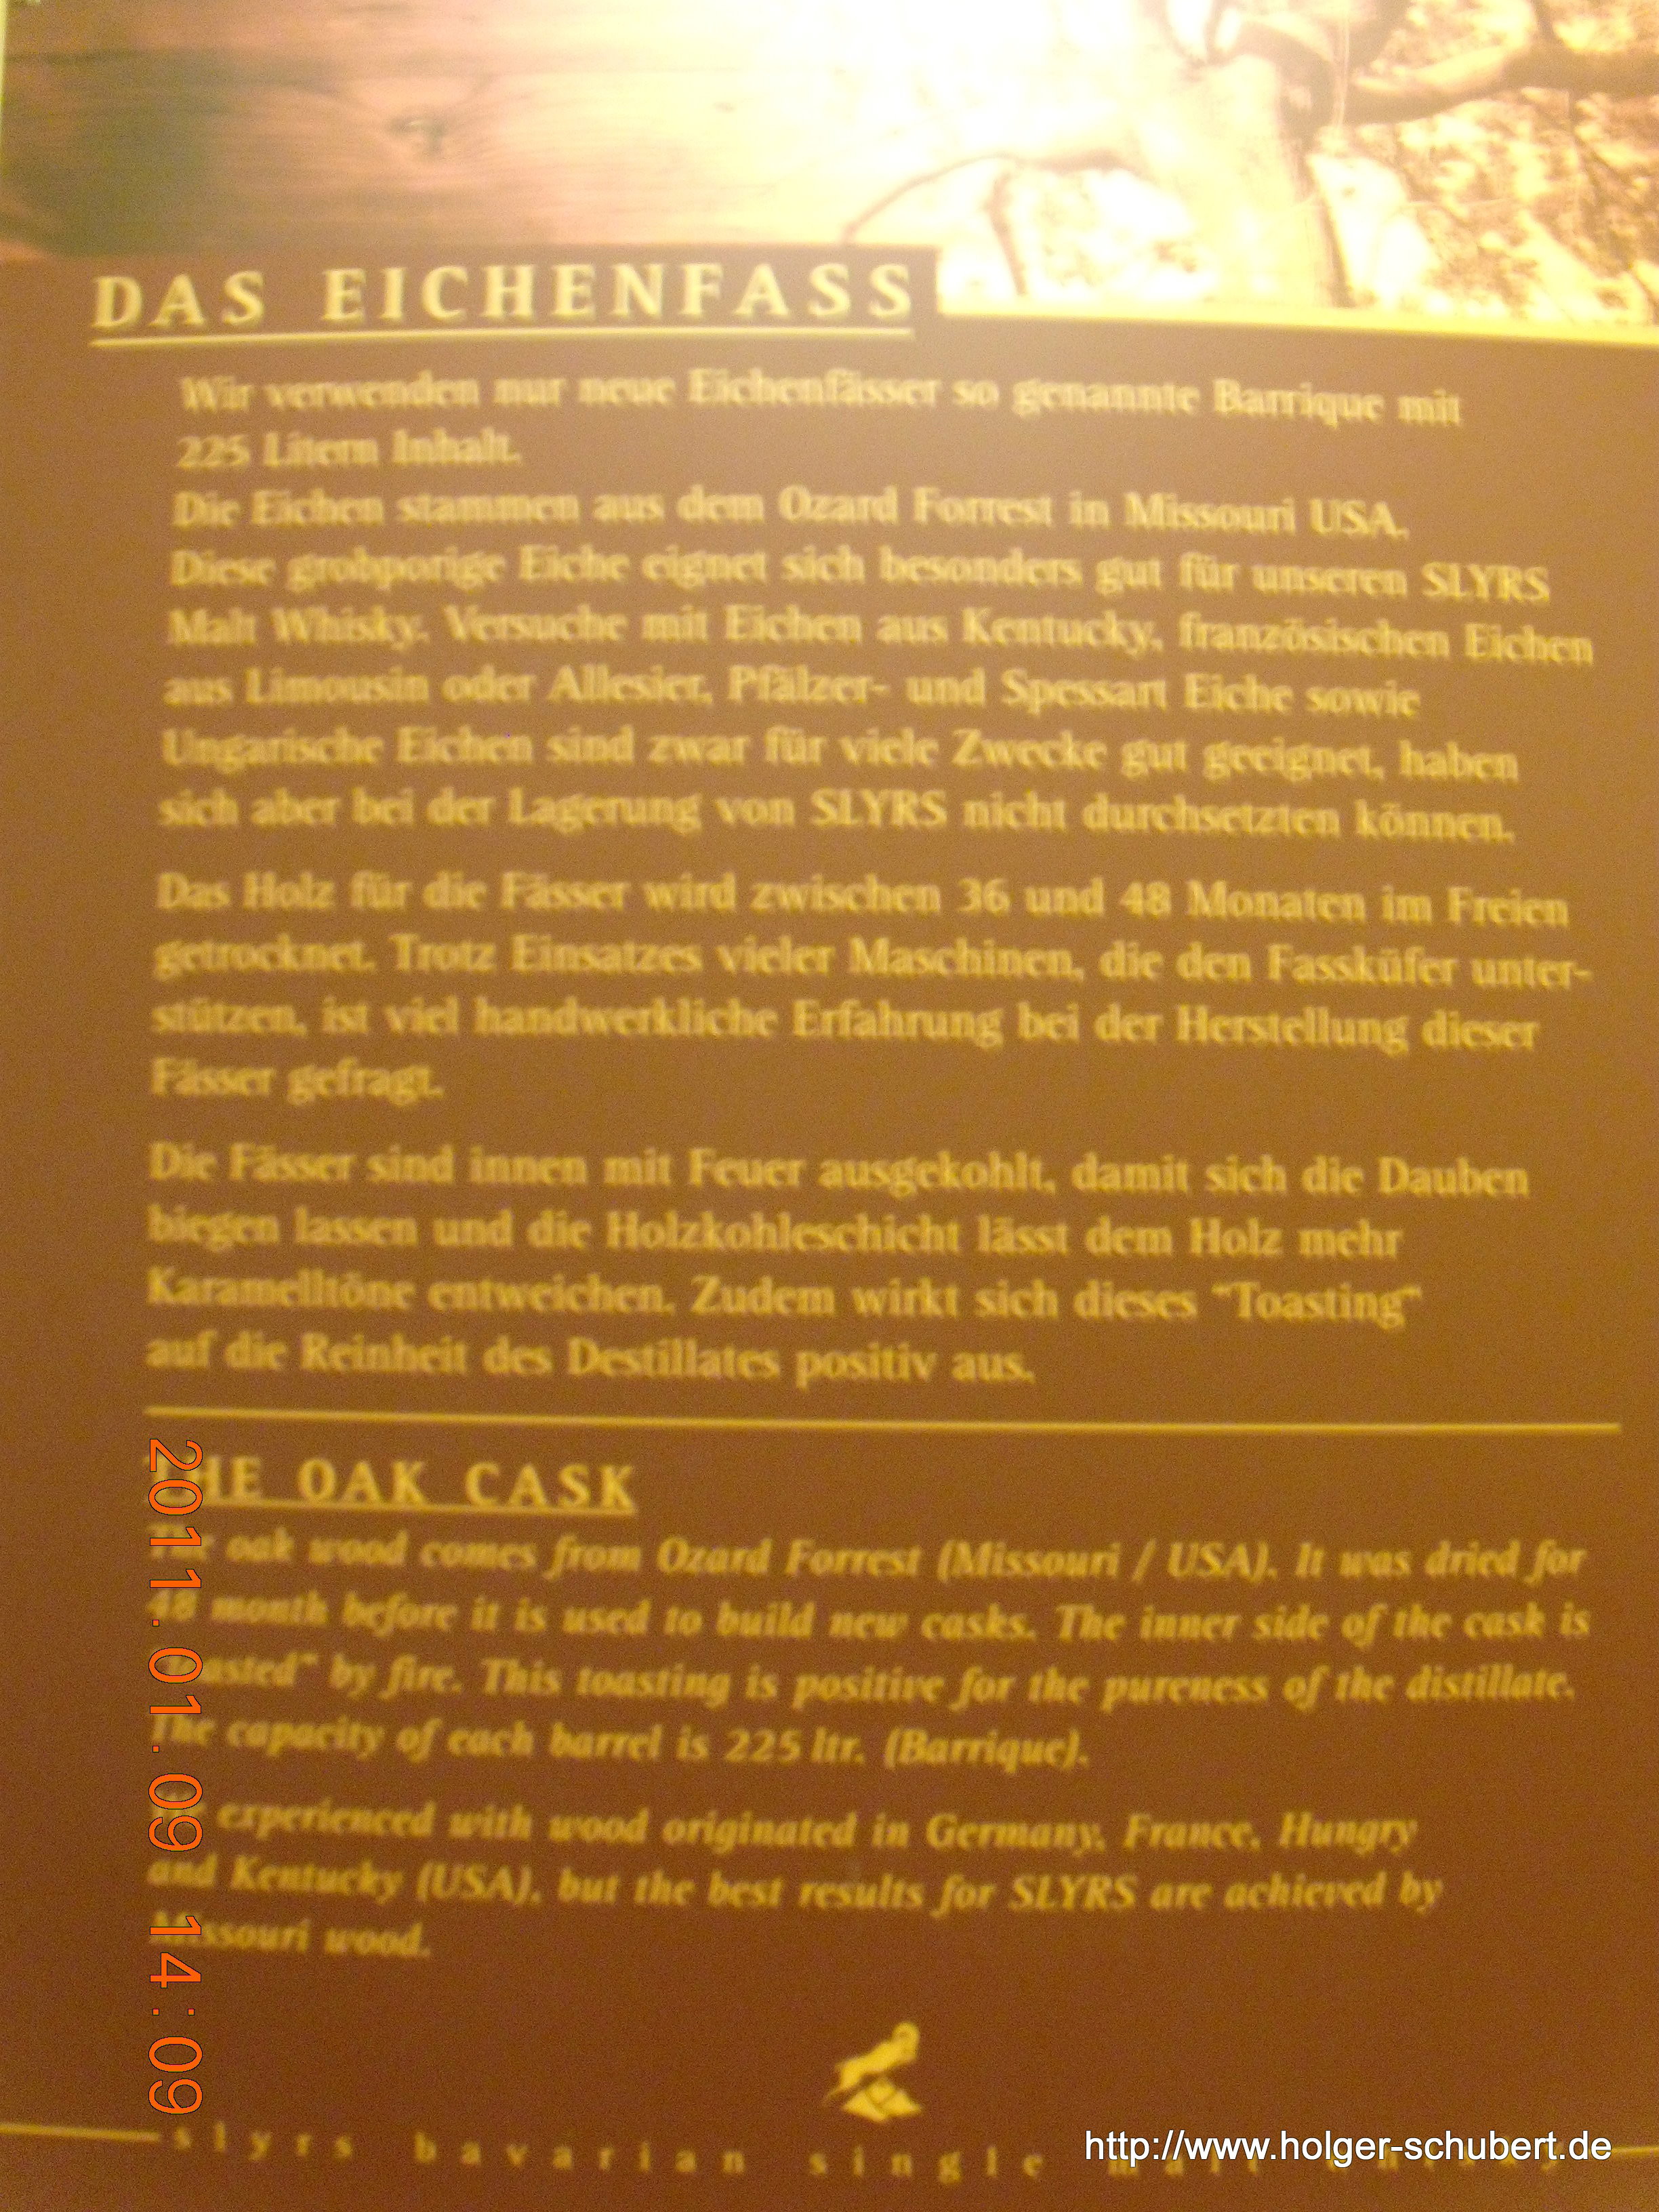 DAS EICHENFASS
Wir verwenden nur neue Eichenfässer so genannte Barrique mit
225 Litern Inhalt.
Die Eichen stammen aus dem Ozard Forrest in Missouri USA.
Diese grobporige Eiche eignet sich besonders gut für unseren SLYRS
Malt Whisky. Versuche mit Eichen aus Kentucky, französischen Eichen
aus Limousin oder Allesier, Pfälzer- und Spessart Eiche sowie
Ungarische Eichen sind zwar für viele Zwecke gut geeignet, haben
sich aber bei der Lagerung von SLYRS nicht durchsetzten können.
Das Holz für die Fässer wird zwischen 36 und 48 Monaten im Freien
getrocknet. Trotz Einsatzes vieler Maschinen, die den Fassküfer unter-
stützen, ist viel handwerkliche Erfahrung bei der Herstellung dieser
Fässer gefragt.
Die Fässer sind innen mit Feuer ausgekohlt, damit sich die Dauben
biegen lassen und die Holzkohleschicht lässt dem Holz mehr
Karamelltöne entweichen. Zudem wirkt sich dieses "Toasting"
auf die Reinheit des Destillates positiv aus.
THE OAK CASK
The oak wood comes from Ozard Forrest (Missouri / USA). It was dried for
48 month before it is used to build new casks. The inner side of the cask is
"toasted" by fire. This toasting is positive for the pureness of the distillate.
The capacity of each barrel is 225 ltr. (Barrique).
experienced with wood originated in Germany, France, Hungry
and Kentucky (USA), but the best results for SLYRS are achieved by
Missouri wood.
2011.01.09 14:09
slyrs bavarian single malt
http://www.holger-schubert.de